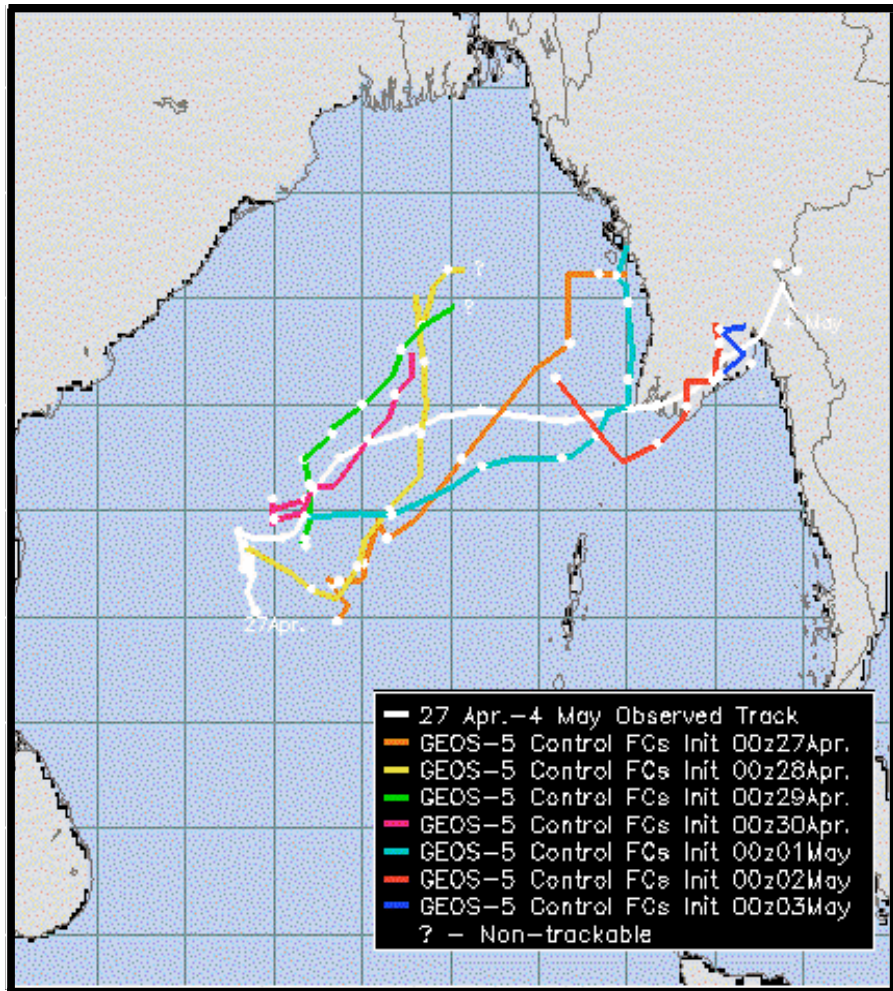 ?
?
4 May
27Apr.
27 Apr.-4 May Observed Track
GEOS-5 Control FCs Init 00z27Apr.
GEOS-5 Control FCs Init 00z28Apr.
GEOS-5 Control FCs Init 00z29Apr.
GEOS-5 Control FCs Init 00z30Apr.
GEOS-5 Control FCs Init 00z01May
GEOS-5 Control FCs Init 00z02May
GEOS-5 Control FCs Init 00z03May
? - Non-trackable